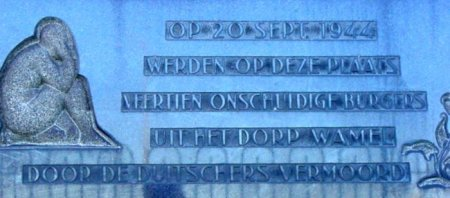 OP 20 SEPT. 1944
WERDEN OP DEZE PLAATS
VEERTIEN ONSCHULDIGE BURGERS
UIT HET DORP WAMEL
DOOR DE DUITSCHERS VERMOORD